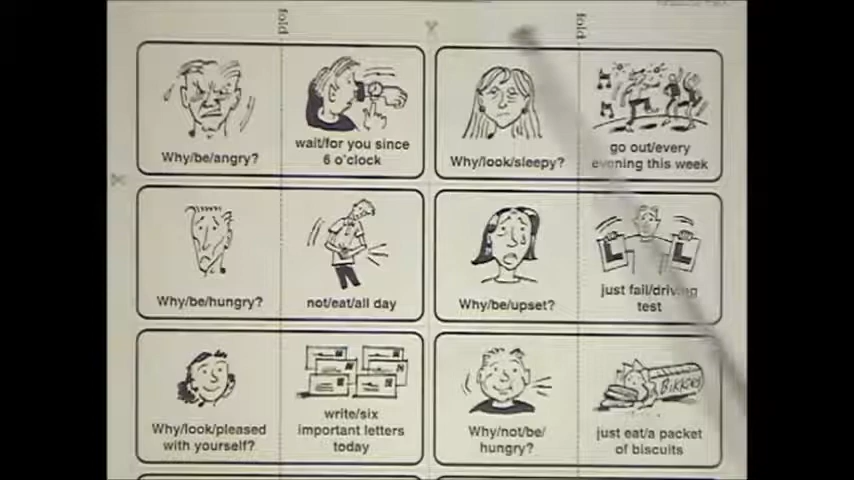 fold
fold
Why/be/angry?
wait/for you since
6 o'clock
Why/look/sleepy?
go out/every
evening this week
Why/be/hungry?
not/eat/all day
Why/be/upset?
L L
just fail/driving
test
Why/look/pleased
with yourself?
write/six
important letters
today
Why/not/be/
hungry?
BIKKIES
just eat/a packet
of biscuits